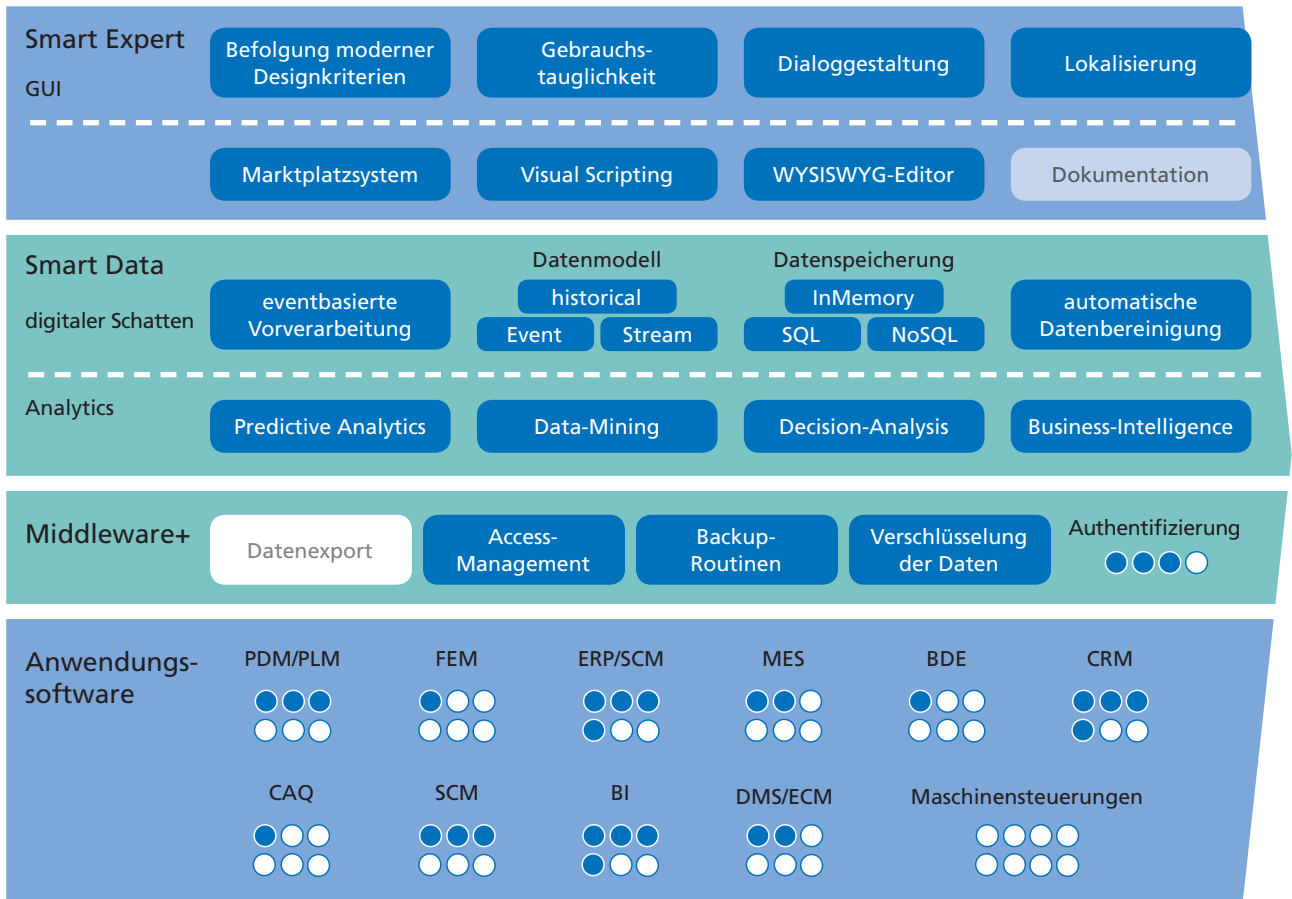 Smart Expert
GUI
Befolgung moderner
Designkriterien
Gebrauchs-
tauglichkeit
Dialoggestaltung
Lokalisierung
Marktplatzsystem
Visual Scripting
WYSISWYG-Editor
Dokumentation
Smart Data
digitaler Schatten
eventbasierte
Vorverarbeitung
Datenmodell
historical
Event
Stream
Datenspeicherung
InMemory
SQL
NoSQL
automatische
Datenbereinigung
Analytics
Predictive Analytics
Data-Mining
Decision-Analysis
Business-Intelligence
Middleware+
Datenexport
Access-
Management
Backup-
Routinen
Verschlüsselung
der Daten
Authentifizierung
Anwendungs-
software
PDM/PLM
FEM
ERP/SCM
MES
BDE
CRM
CAQ
SCM
BI
DMS/ECM
Maschinensteuerungen